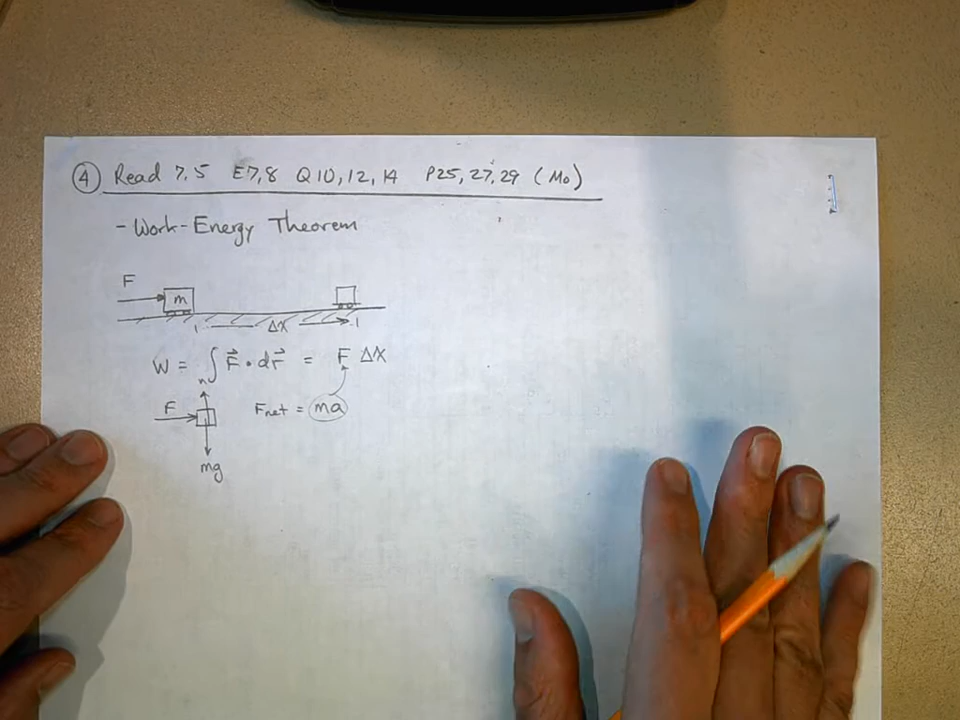 ④ Read 7.5 E7,8 Q10,12,14 P25,27,29 (Mo)
- Work-Energy Theorem
F
m
Δx
W = ∫ F⃗ • dr⃗ = F Δx
n
F Fnet = ma
mg